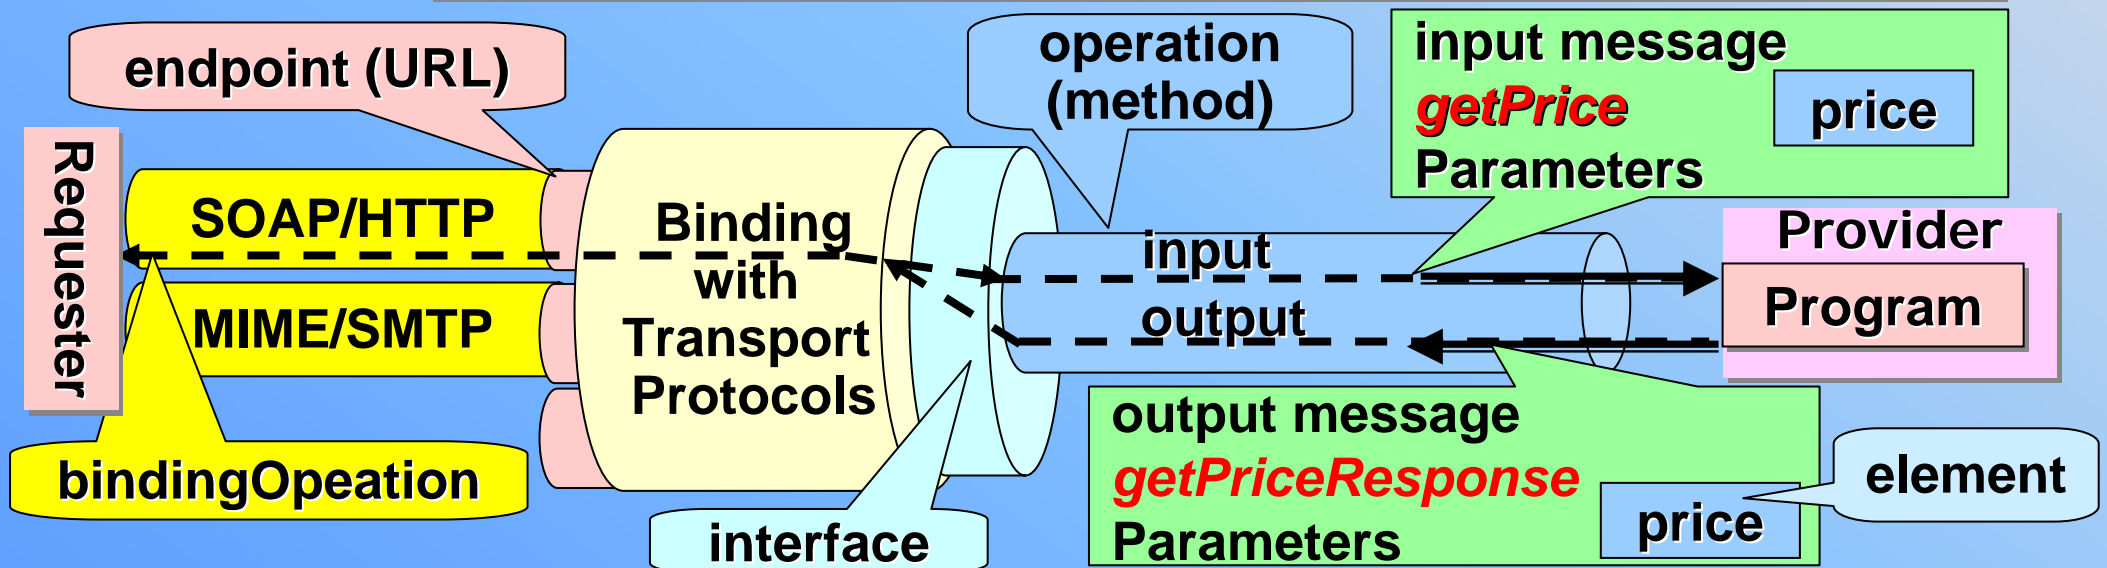 endpoint (URL)
operation
(method)
input message
getPrice
price
Parameters
Requester
SOAP/HTTP
MIME/SMTP
Binding
with
Transport
Protocols
input
output
Provider
Program
bindingOpeation
interface
output message
getPriceResponse
price
Parameters
element